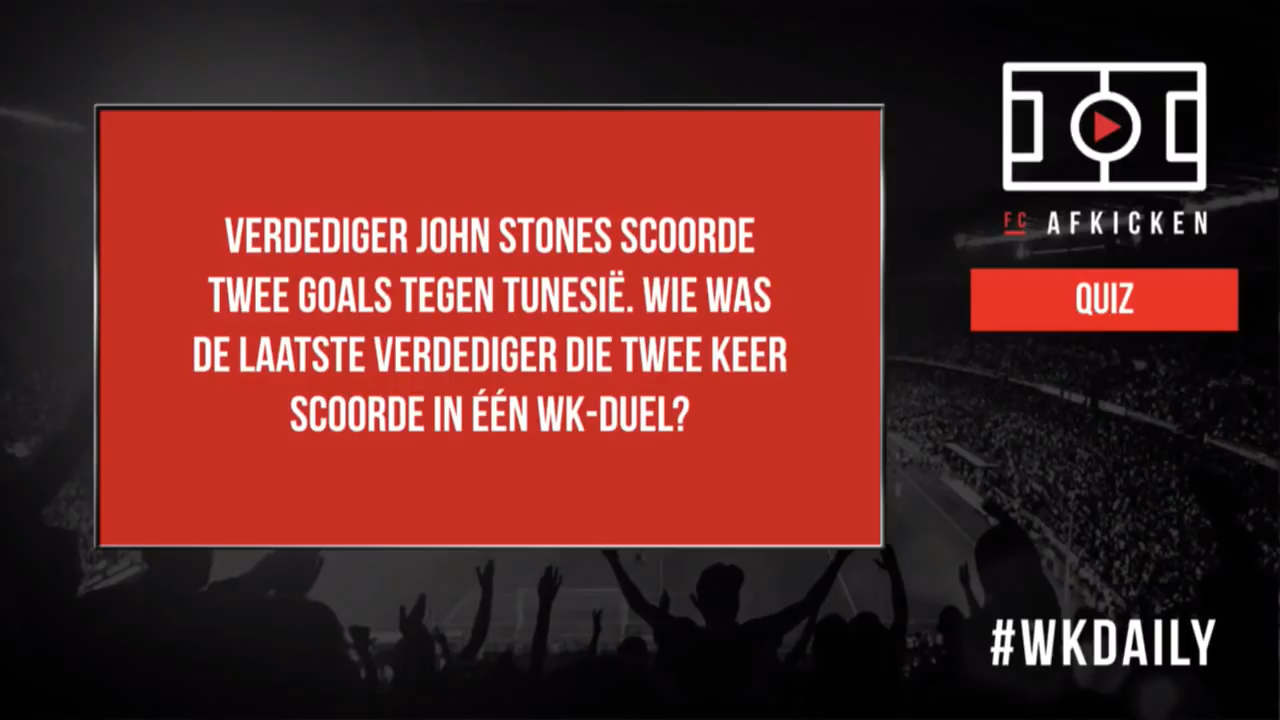 VERDEDIGER JOHN STONES SCOORDE
TWEE GOALS TEGEN TUNESIË. WIE WAS
DE LAATSTE VERDEDIGER DIE TWEE KEER
SCOORDE IN ÉÉN WK-DUEL?
FC AFKICKEN
QUIZ
#WKDAILY